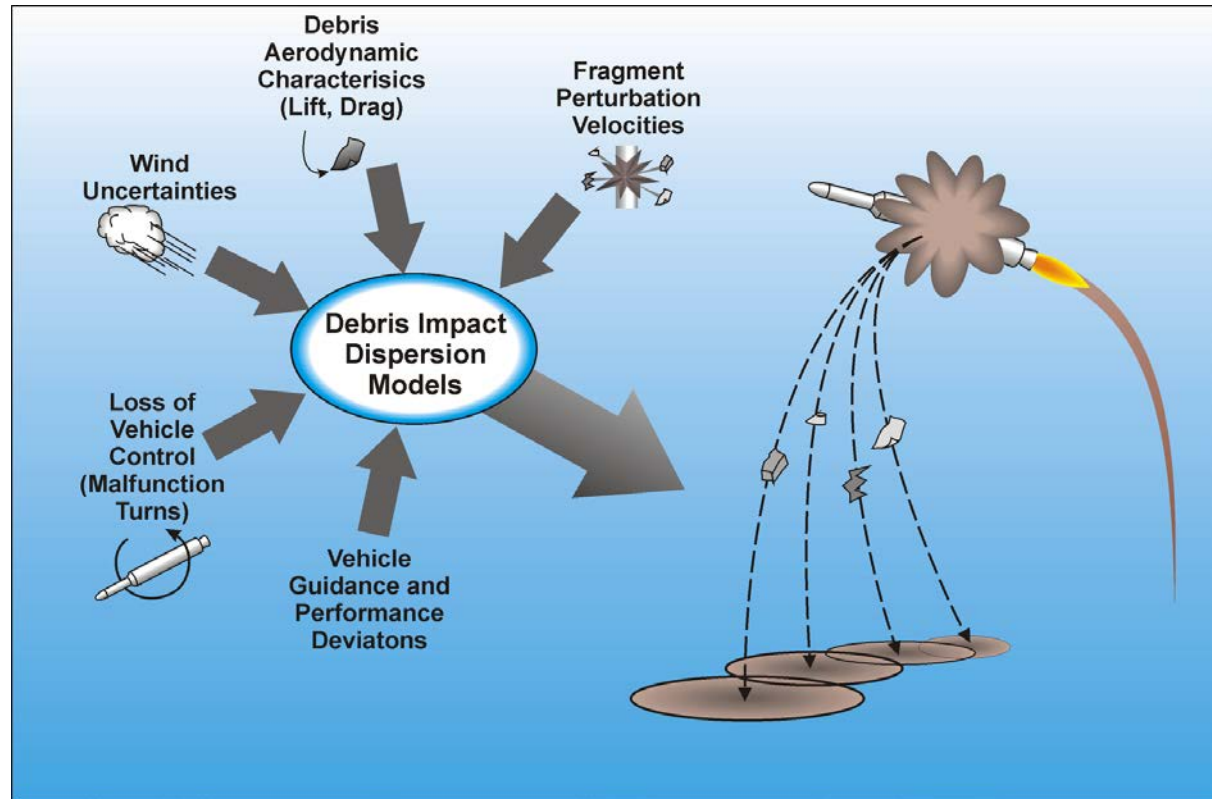 Debris
Aerodynamic
Characterisics
(Lift, Drag)
Fragment
Perturbation
Velocities
Wind
Uncertainties
Debris Impact
Dispersion
Models
Loss of
Vehicle
Control
(Malfunction
Turns)
Vehicle
Guidance and
Performance
Deviatons